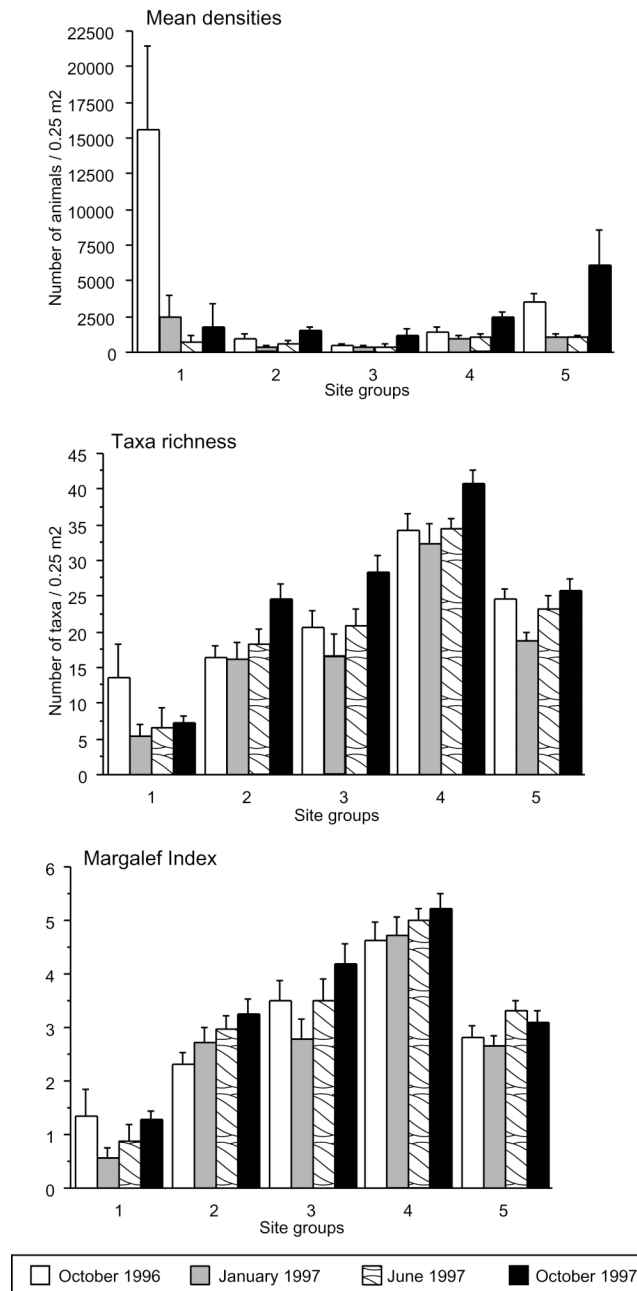 Mean densities
22500
20000
17500
15000
12500
10000
7500
5000
2500
0
Number of animals / 0.25 m2
1 2 3 4 5
Site groups
Taxa richness
45
40
35
30
25
20
15
10
5
0
Number of taxa / 0.25 m2
1 2 3 4 5
Site groups
Margalef Index
6
5
4
3
2
1
0
1 2 3 4 5
Site groups
October 1996 January 1997 June 1997 October 1997